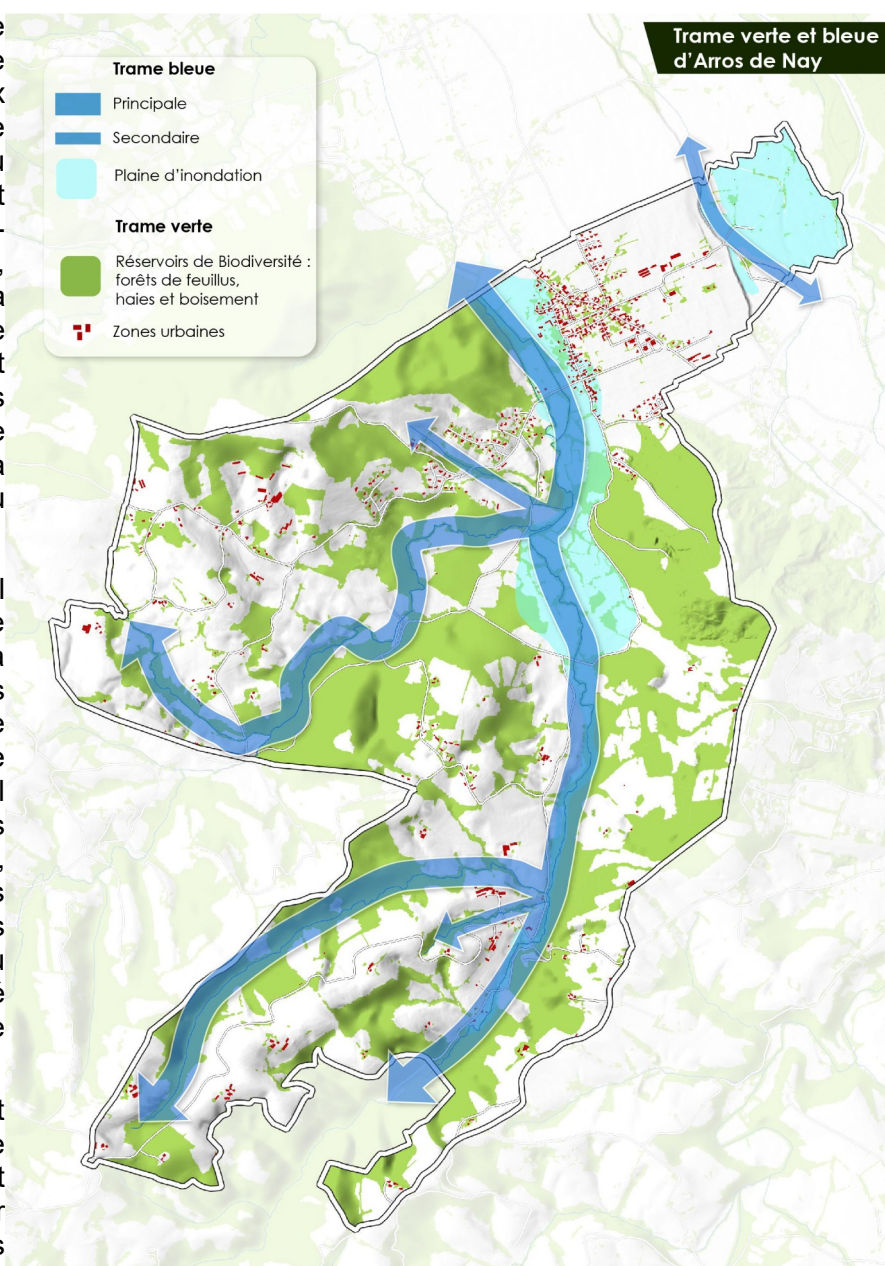 Trame verte et bleue
d'Arros de Nay
Trame bleue
Principale
Secondaire
Plaine d'inondation
Trame verte
Réservoirs de Biodiversité :
forêts de feuillus,
haies et boisement
Zones urbaines